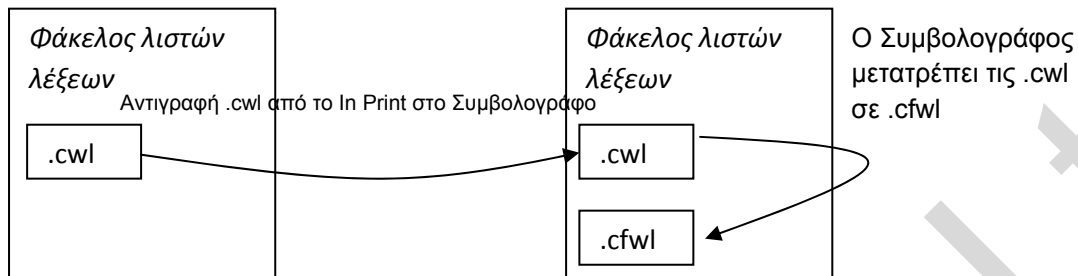 Φάκελος λιστών
λέξεων
Αντιγραφή .cwl από το In Print στο Συμβολογράφο
.cwl
Φάκελος λιστών
λέξεων
.cwl
.cfwl
Ο Συμβολογράφος
μετατρέπει τις .cwl
σε .cfwl